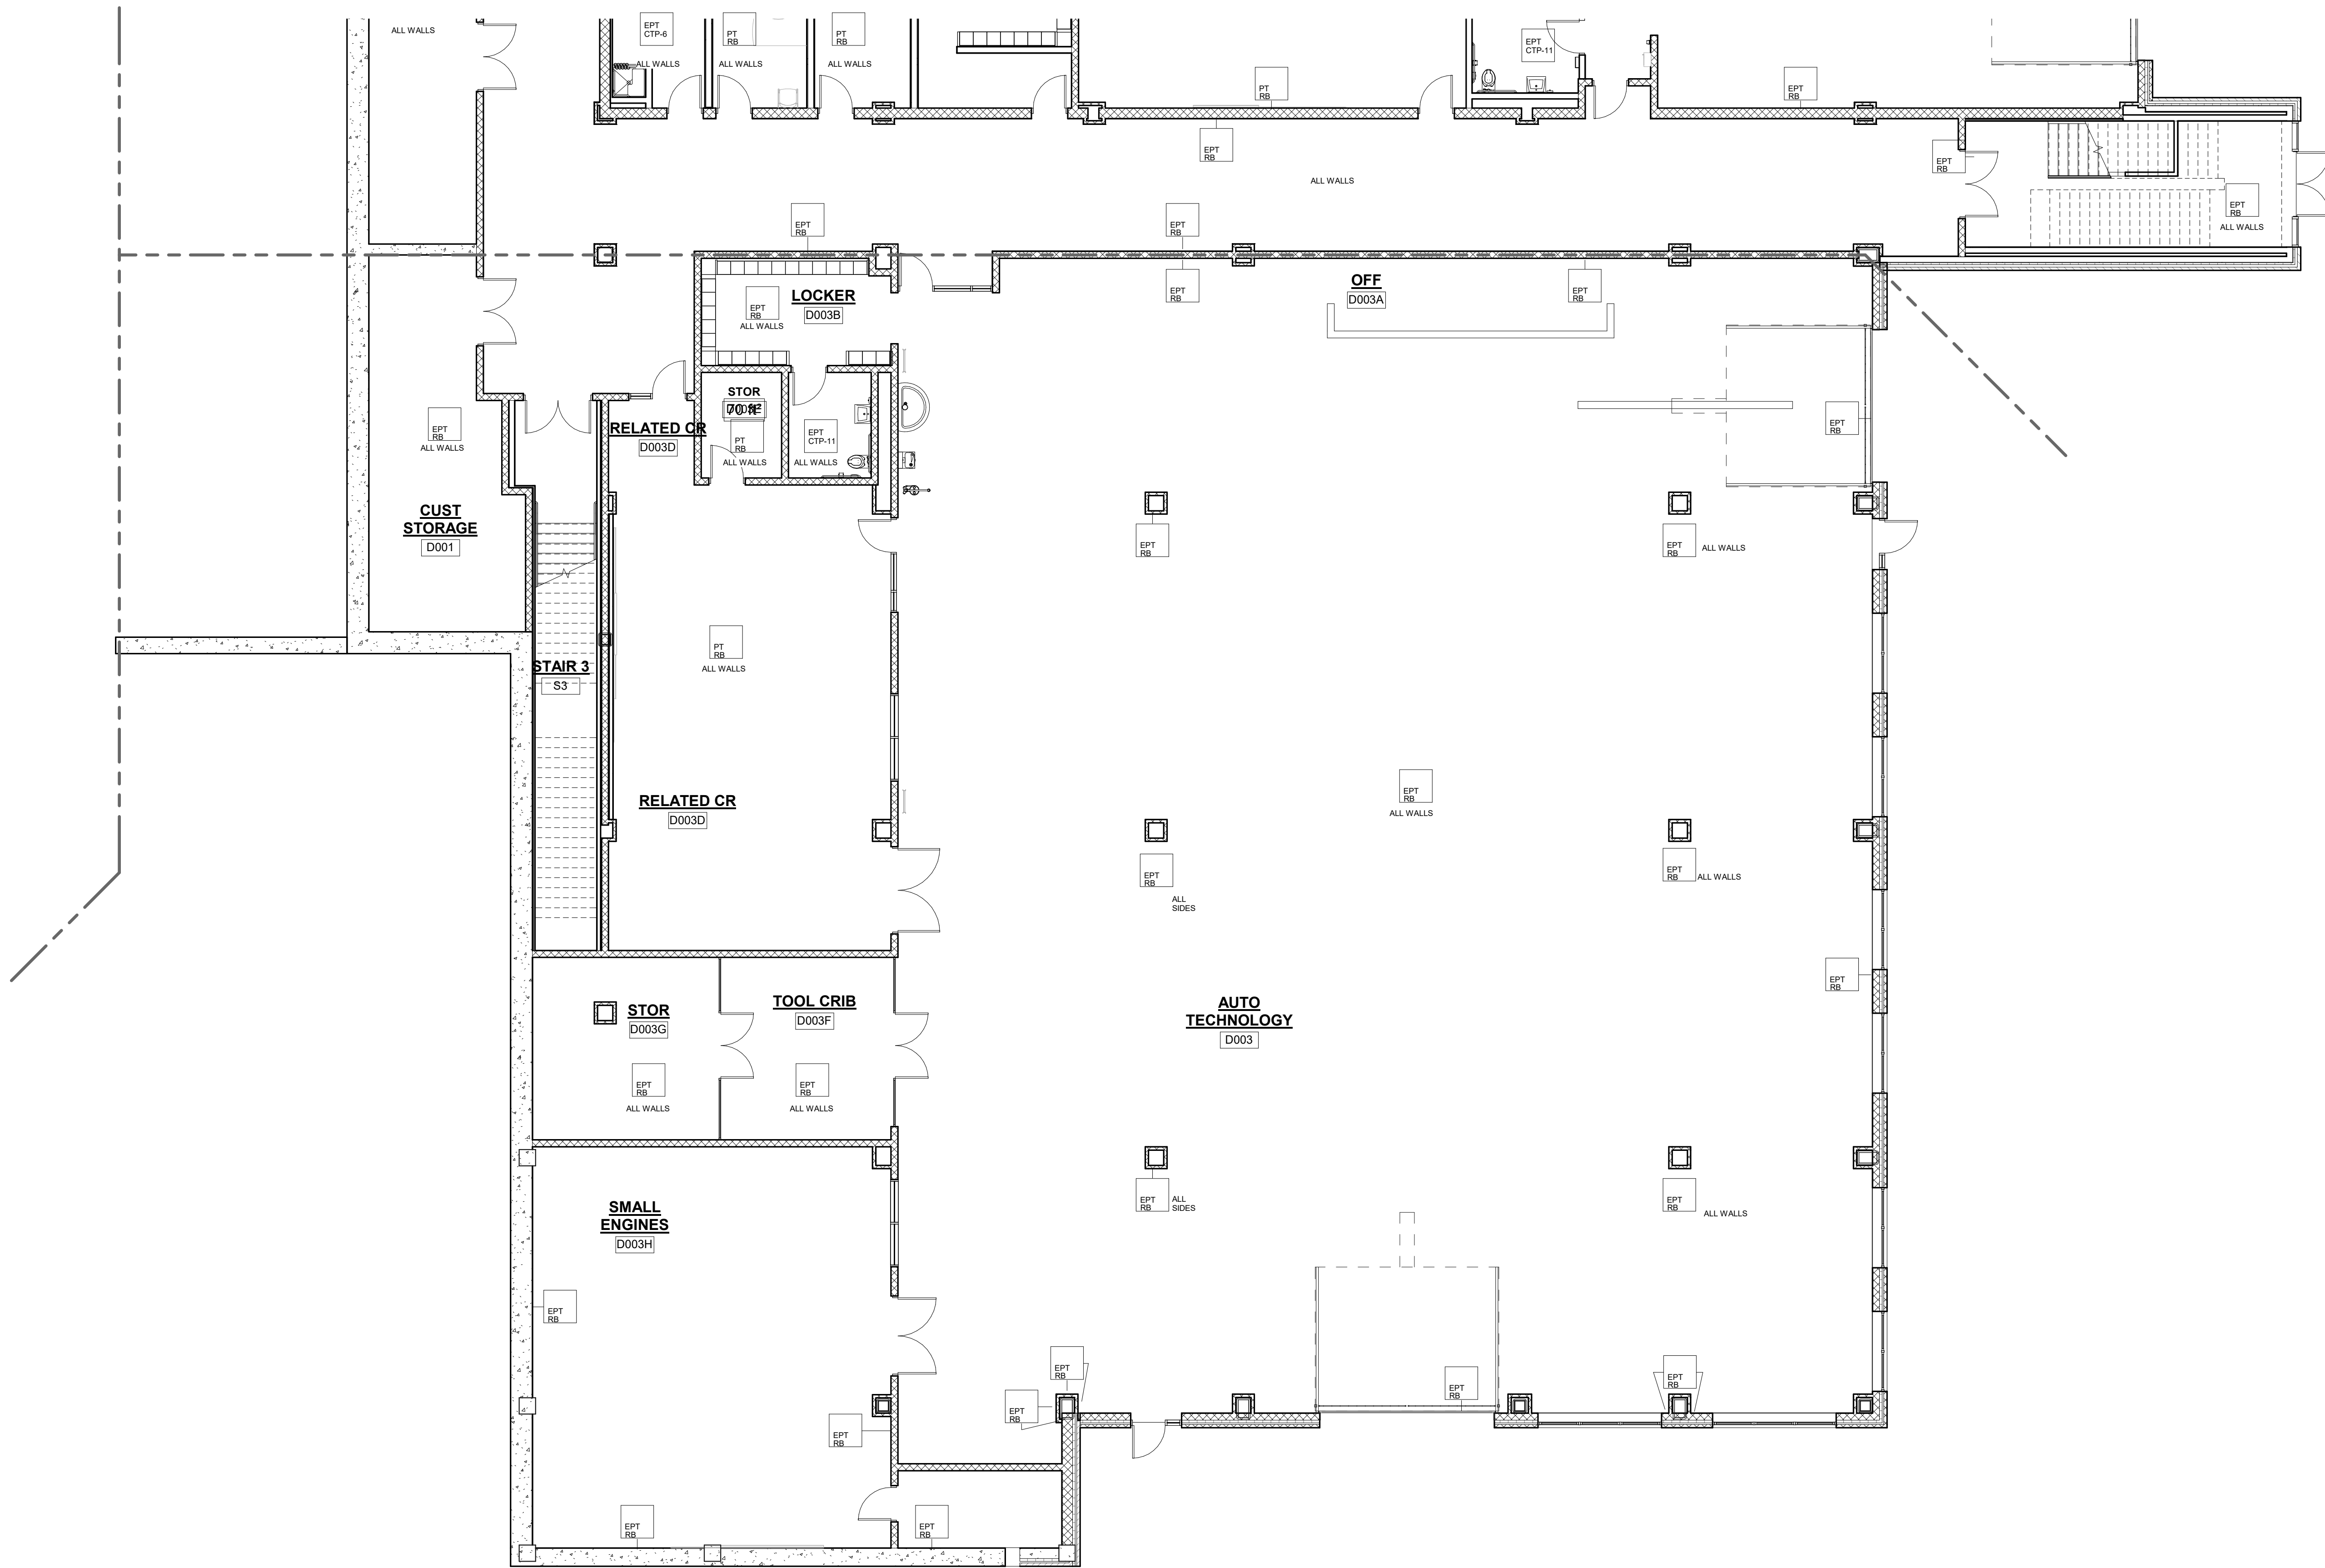 ALL WALLS
EPT
CTP-6
ALL WALLS
PT
RB
ALL WALLS
PT
RB
ALL WALLS
PT
RB
EPT
CTP-11
EPT
RB
EPT
RB
ALL WALLS
EPT
RB
EPT
RB
ALL WALLS
EPT
RB
EPT
RB
LOCKER
D003B
EPT
RB
ALL WALLS
EPT
RB
OFF
D003A
EPT
RB
STOR
70 ft²
PT
RB
ALL WALLS
EPT
CTP-11
ALL WALLS
EPT
RB
EPT
RB
ALL WALLS
RELATED CR
D003D
CUST
STORAGE
D001
EPT
RB
EPT
RB
ALL WALLS
PT
RB
ALL WALLS
STAIR 3
S3
RELATED CR
D003D
EPT
RB
ALL WALLS
EPT
RB
ALL
SIDES
EPT
RB
ALL WALLS
EPT
RB
STOR
D003G
EPT
RB
ALL WALLS
TOOL CRIB
D003F
EPT
RB
ALL WALLS
AUTO
TECHNOLOGY
D003
EPT
RB
ALL
SIDES
EPT
RB
ALL WALLS
SMALL
ENGINES
D003H
EPT
RB
EPT
RB
EPT
RB
EPT
RB
EPT
RB
EPT
RB
EPT
RB
EPT
RB